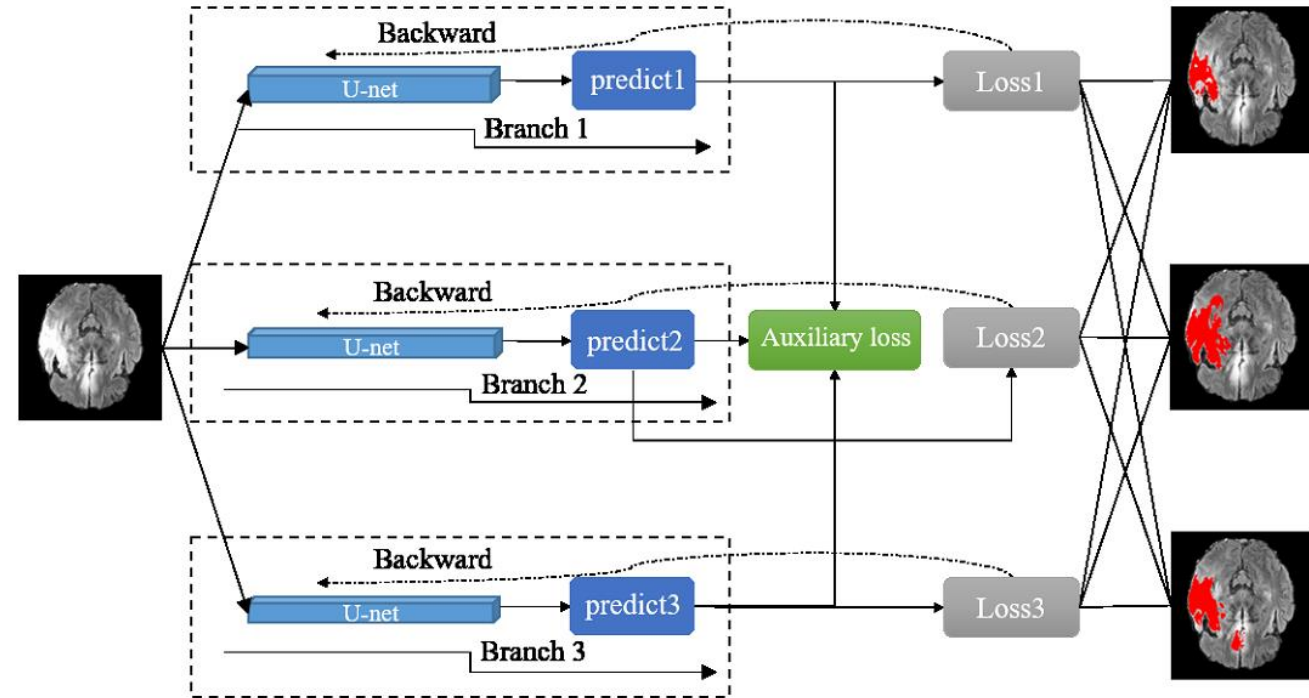 Backward
U-net
predict1
Loss1
Branch 1
Backward
U-net
predict2
Auxiliary loss
Loss2
Branch 2
Backward
U-net
predict3
Loss3
Branch 3